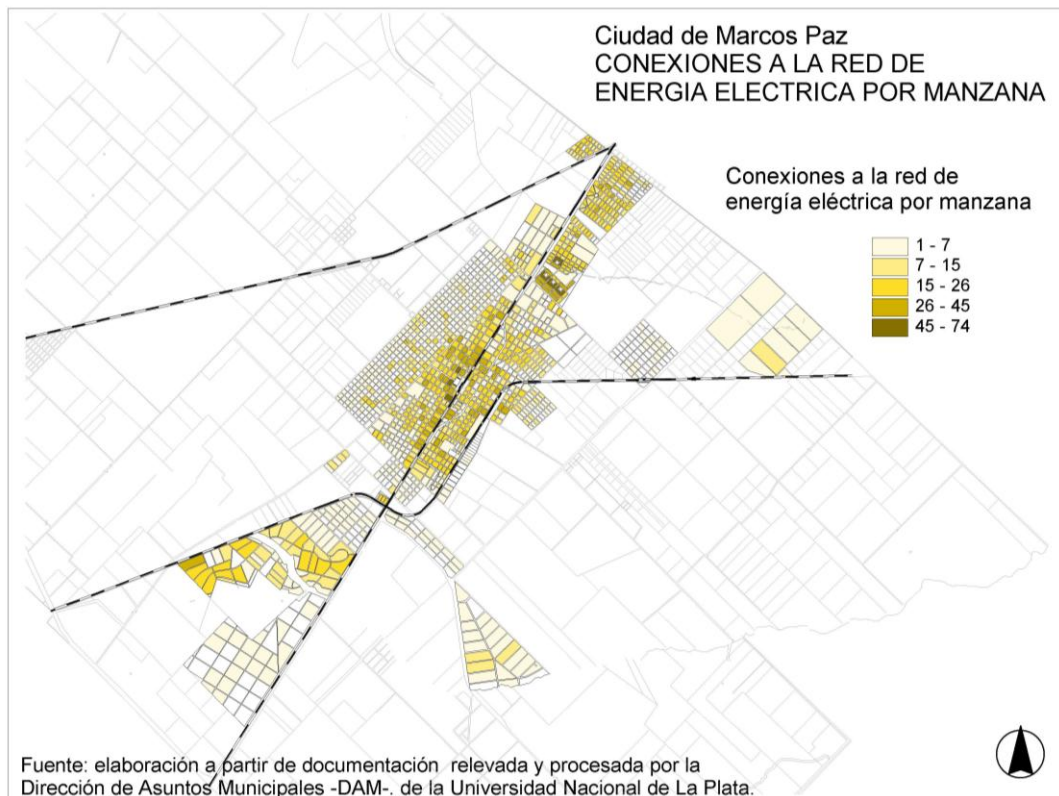 Ciudad de Marcos Paz
CONEXIONES A LA RED DE
ENERGIA ELECTRICA POR MANZANA
Conexiones a la red de
energía eléctrica por manzana
1 - 7
7 - 15
15 - 26
26 - 45
45 - 74
Fuente: elaboración a partir de documentación relevada y procesada por la
Dirección de Asuntos Municipales -DAM-. de la Universidad Nacional de La Plata.